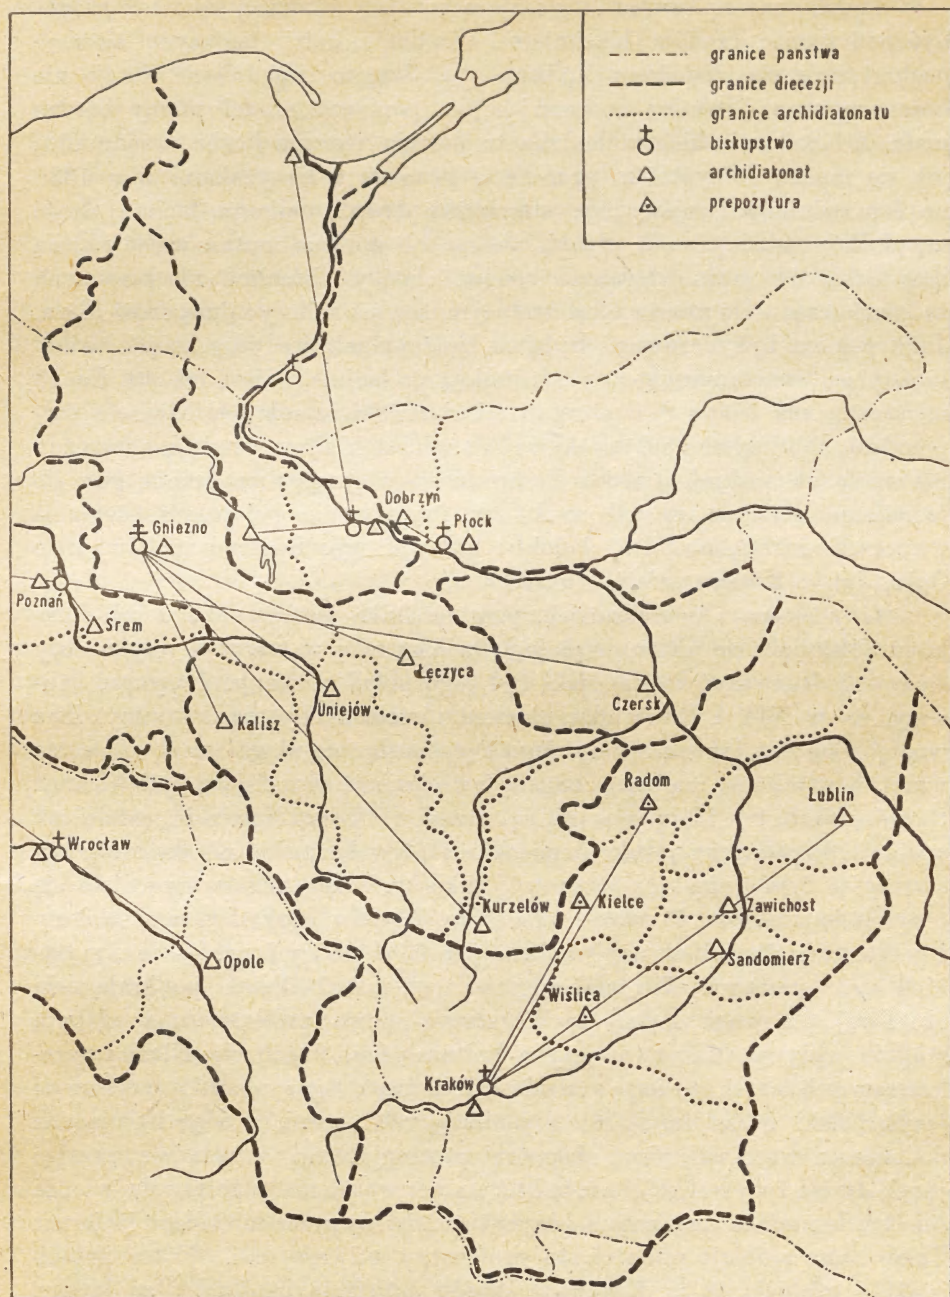 granice państwa
granice diecezji
granice archidiakonatu
biskupstwo
archidiakonat
prepozytura
Dobrzyń
Gniezno
Płock
Poznań
Śrem
Łęczyca
Uniejów
Czersk
Kalisz
Radom
Lublin
Wrocław
Kurzelów
Kielce
Zawichost
Opole
Sandomierz
Wiślica
Kraków